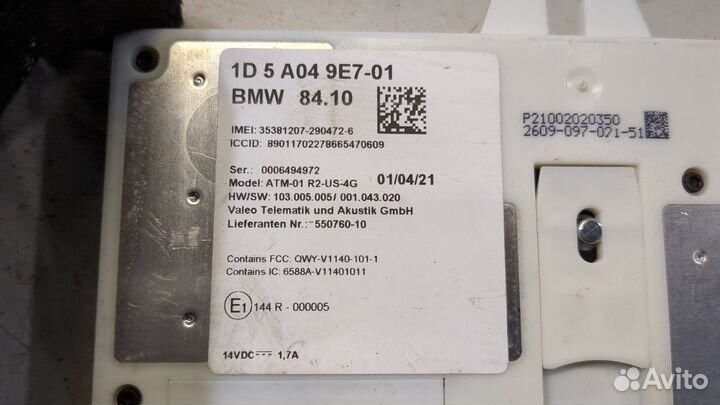 1D 5 A04 9E7-01
BMW 84.10
IMEI: 35381207-290472-6
ICCID: 89011702278665470609
Ser.: 0006494972
Model: ATM-01 R2-US-4G 01/04/21
HW/SW: 103.005.005/ 001.043.020
Valeo Telematik und Akustik GmbH
Lieferanten Nr.: 550760-10
Contains FCC: QWY-V1140-101-1
Contains IC: 6588A-V11401011
E1 144 R - 000005
14VDC 1,7A
P21002020350
2609-097-021-51
Avito